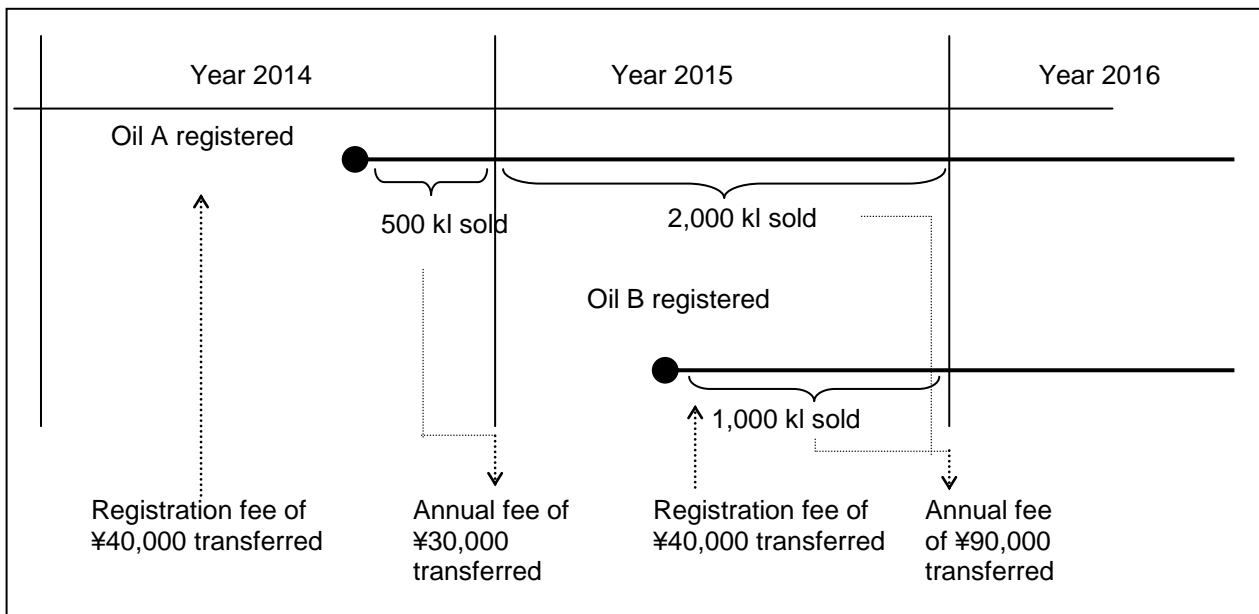 Year 2014
Year 2015
Year 2016
Oil A registered
500 kl sold
2,000 kl sold
Oil B registered
1,000 kl sold
Registration fee of
¥40,000 transferred
Annual fee of
¥30,000
transferred
Registration fee of
¥40,000 transferred
Annual fee
of ¥90,000
transferred